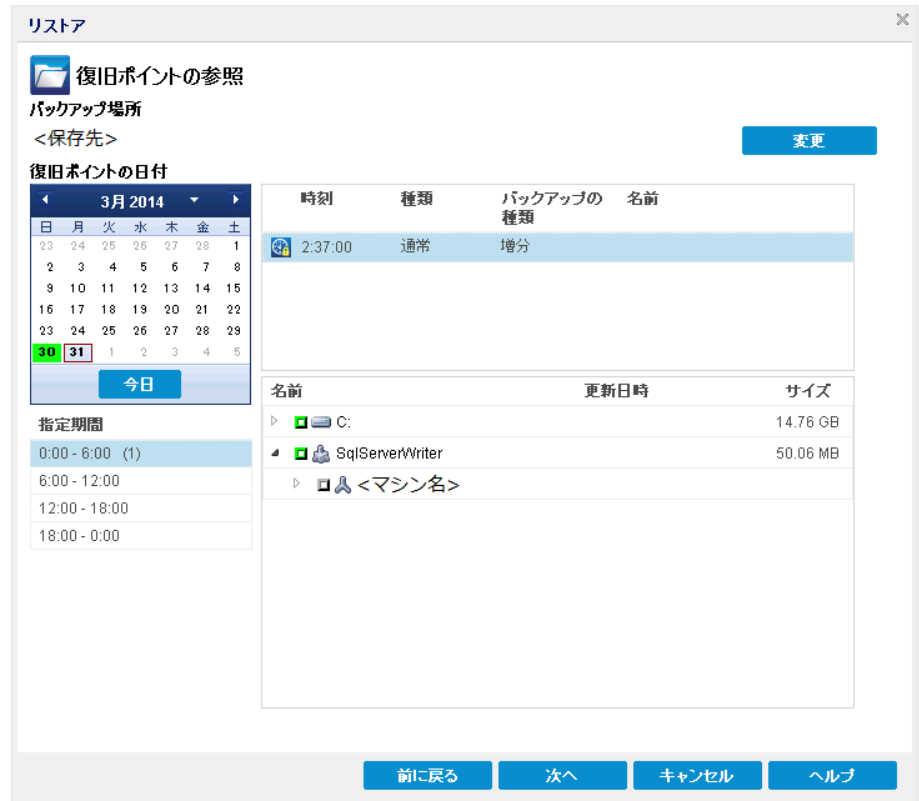 リストア
復旧ポイントの参照
バックアップ場所
<保存先>
変更
復旧ポイントの日付
3月 2014
日 月 火 水 木 金 土
23 24 25 26 27 28 1
2 3 4 5 6 7 8
9 10 11 12 13 14 15
16 17 18 19 20 21 22
23 24 25 26 27 28 29
30 31 1 2 3 4 5
今日
指定期間
0:00 - 6:00 (1)
6:00 - 12:00
12:00 - 18:00
18:00 - 0:00
時刻 種類 バックアップの種類 名前
2:37:00 通常 増分
名前 更新日時 サイズ
C: 14.76 GB
SqlServerWriter 50.06 MB
<マシン名>
前に戻る 次へ キャンセル ヘルプ